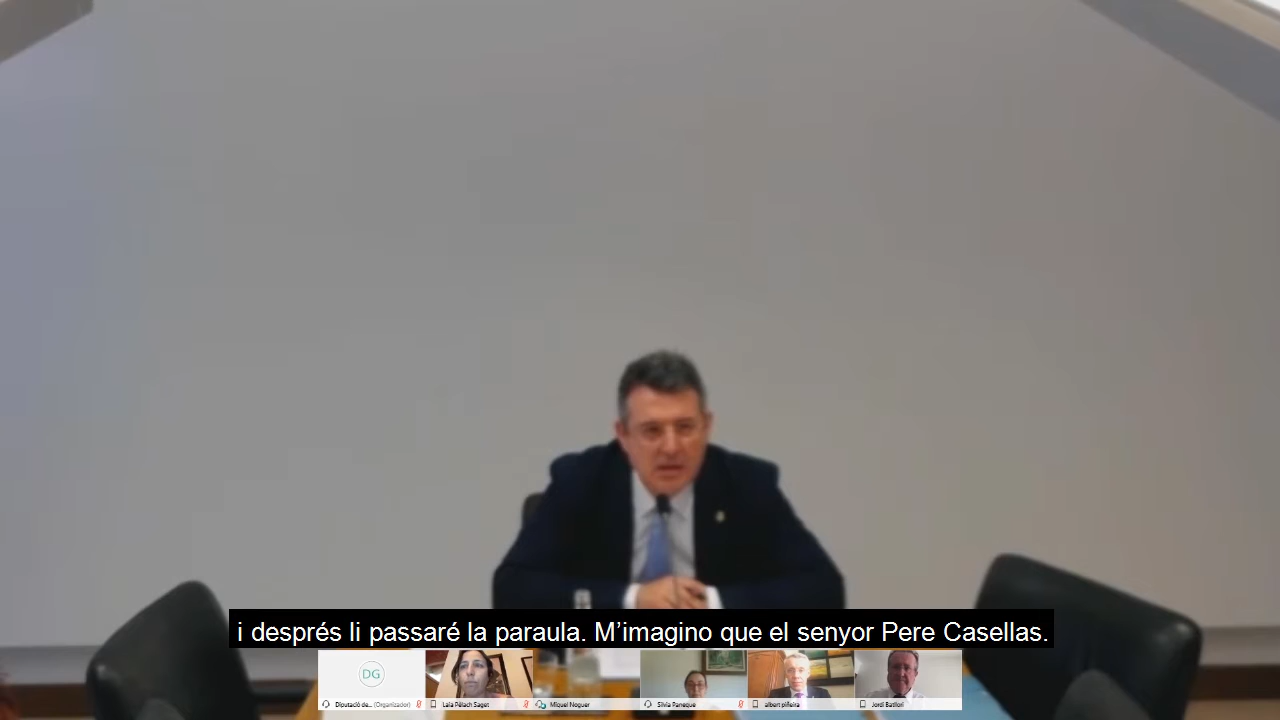 i després li passaré la paraula. M’imagino que el senyor Pere Casellas.
DG
Diputació de... (Organizador)
Laia Pèlach Saget
Miquel Noguer
Sílvia Paneque
albert piñeira
Jordi Batllori